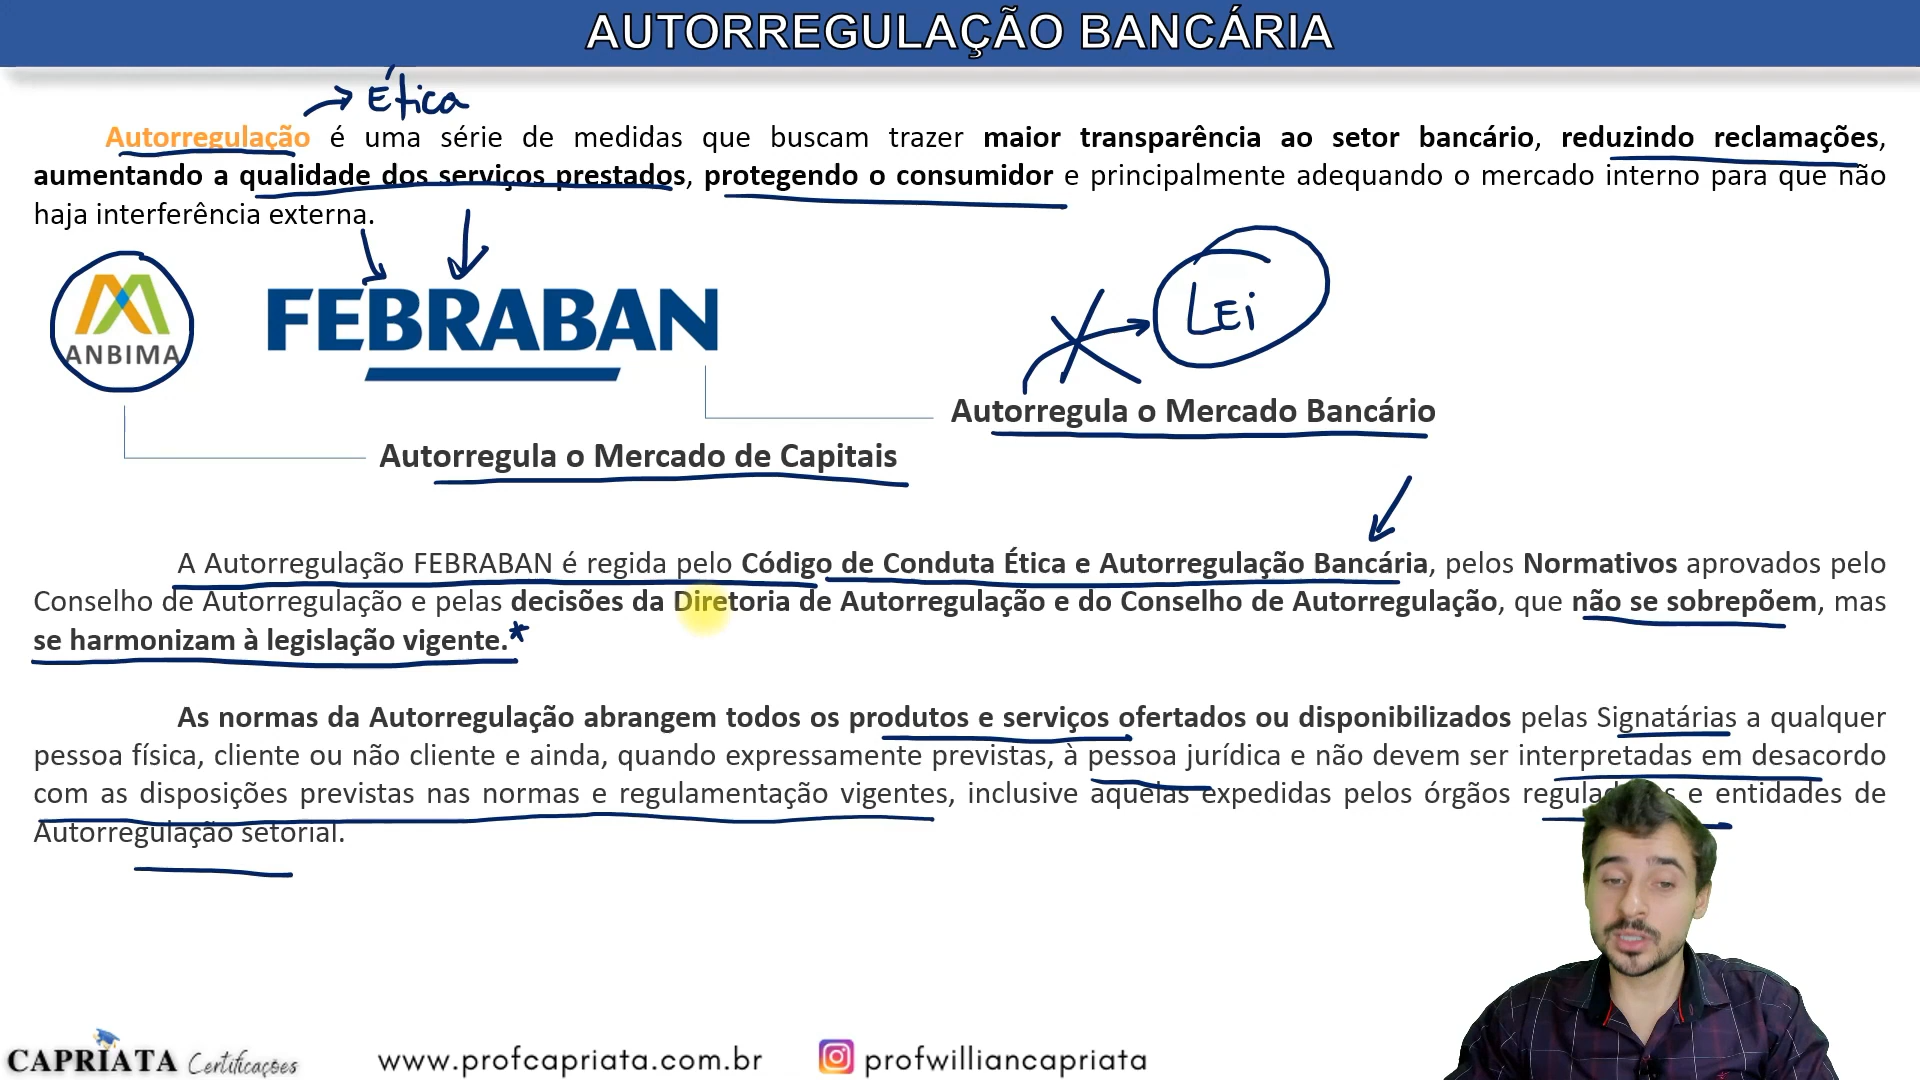 AUTORREGULAÇÃO BANCÁRIA
Ética
Autorregulação é uma série de medidas que buscam trazer maior transparência ao setor bancário, reduzindo reclamações,
aumentando a qualidade dos serviços prestados, protegendo o consumidor e principalmente adequando o mercado interno para que não
haja interferência externa.
ANBIMA
FEBRABAN
LEi
Autorregula o Mercado Bancário
Autorregula o Mercado de Capitais
A Autorregulação FEBRABAN é regida pelo Código de Conduta Ética e Autorregulação Bancária, pelos Normativos aprovados pelo
Conselho de Autorregulação e pelas decisões da Diretoria de Autorregulação e do Conselho de Autorregulação, que não se sobrepõem, mas
se harmonizam à legislação vigente.*
As normas da Autorregulação abrangem todos os produtos e serviços ofertados ou disponibilizados pelas Signatárias a qualquer
pessoa física, cliente ou não cliente e ainda, quando expressamente previstas, à pessoa jurídica e não devem ser interpretadas em desacordo
com as disposições previstas nas normas e regulamentação vigentes, inclusive aquelas expedidas pelos órgãos e entidades de
Autorregulação setorial.
CAPRIATA Certificações
www.profcapriata.com.br
profwilliancapriata